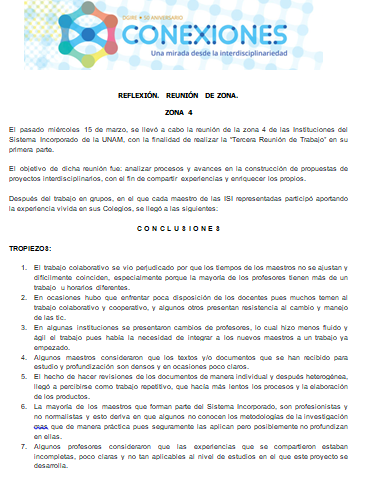 DGIRE • 50 ANIVERSARIO
CONEXIONES
Una mirada desde la interdisciplinariedad
REFLEXIÓN. REUNIÓN DE ZONA.
ZONA 4
El pasado miércoles 15 de marzo, se llevó a cabo la reunión de la zona 4 de las Instituciones del
Sistema Incorporado de la UNAM, con la finalidad de realizar la "Tercera Reunión de Trabajo" en su
primera parte.
El objetivo de dicha reunión fue: analizar procesos y avances en la construcción de propuestas de
proyectos interdisciplinarios, con el fin de compartir experiencias y enriquecer los propios.
Después del trabajo en grupos, en el que cada maestro de las ISI representadas participó aportando
la experiencia vivida en sus Colegios, se llegó a las siguientes:
C O N C L U S I O N E S
TROPIEZOS:
1. El trabajo colaborativo se vio perjudicado por que los tiempos de los maestros no se ajustan y
difícilmente coinciden, especialmente porque la mayoría de los profesores tienen más de un
trabajo u horarios diferentes.
2. En ocasiones hubo que enfrentar poca disposición de los docentes pues muchos temen al
trabajo colaborativo y cooperativo, y algunos otros presentan resistencia al cambio y manejo
de las tic.
3. En algunas instituciones se presentaron cambios de profesores, lo cual hizo menos fluido y
ágil el trabajo pues había la necesidad de integrar a los nuevos maestros a un trabajo ya
empezado.
4. Algunos maestros consideraron que los textos y/o documentos que se han recibido para
estudio y profundización son densos y en ocasiones poco claros.
5. El hecho de hacer revisiones de los documentos de manera individual y después heterogénea,
llegó a percibirse como trabajo repetitivo, que hacía más lentos los procesos y la elaboración
de los productos.
6. La mayoría de los maestros que forman parte del Sistema Incorporado, son profesionistas y
no normalistas y esto deriva en que algunos no conocen los metodologías de la investigación
que de manera práctica pues seguramente las aplican pero posiblemente no profundizan
en ellas.
7. Algunos profesores consideran que las experiencias que se compartieron estaban
incompletas, poco claras y no tan aplicables al nivel de estudios en el que este proyecto se
desarrolla.